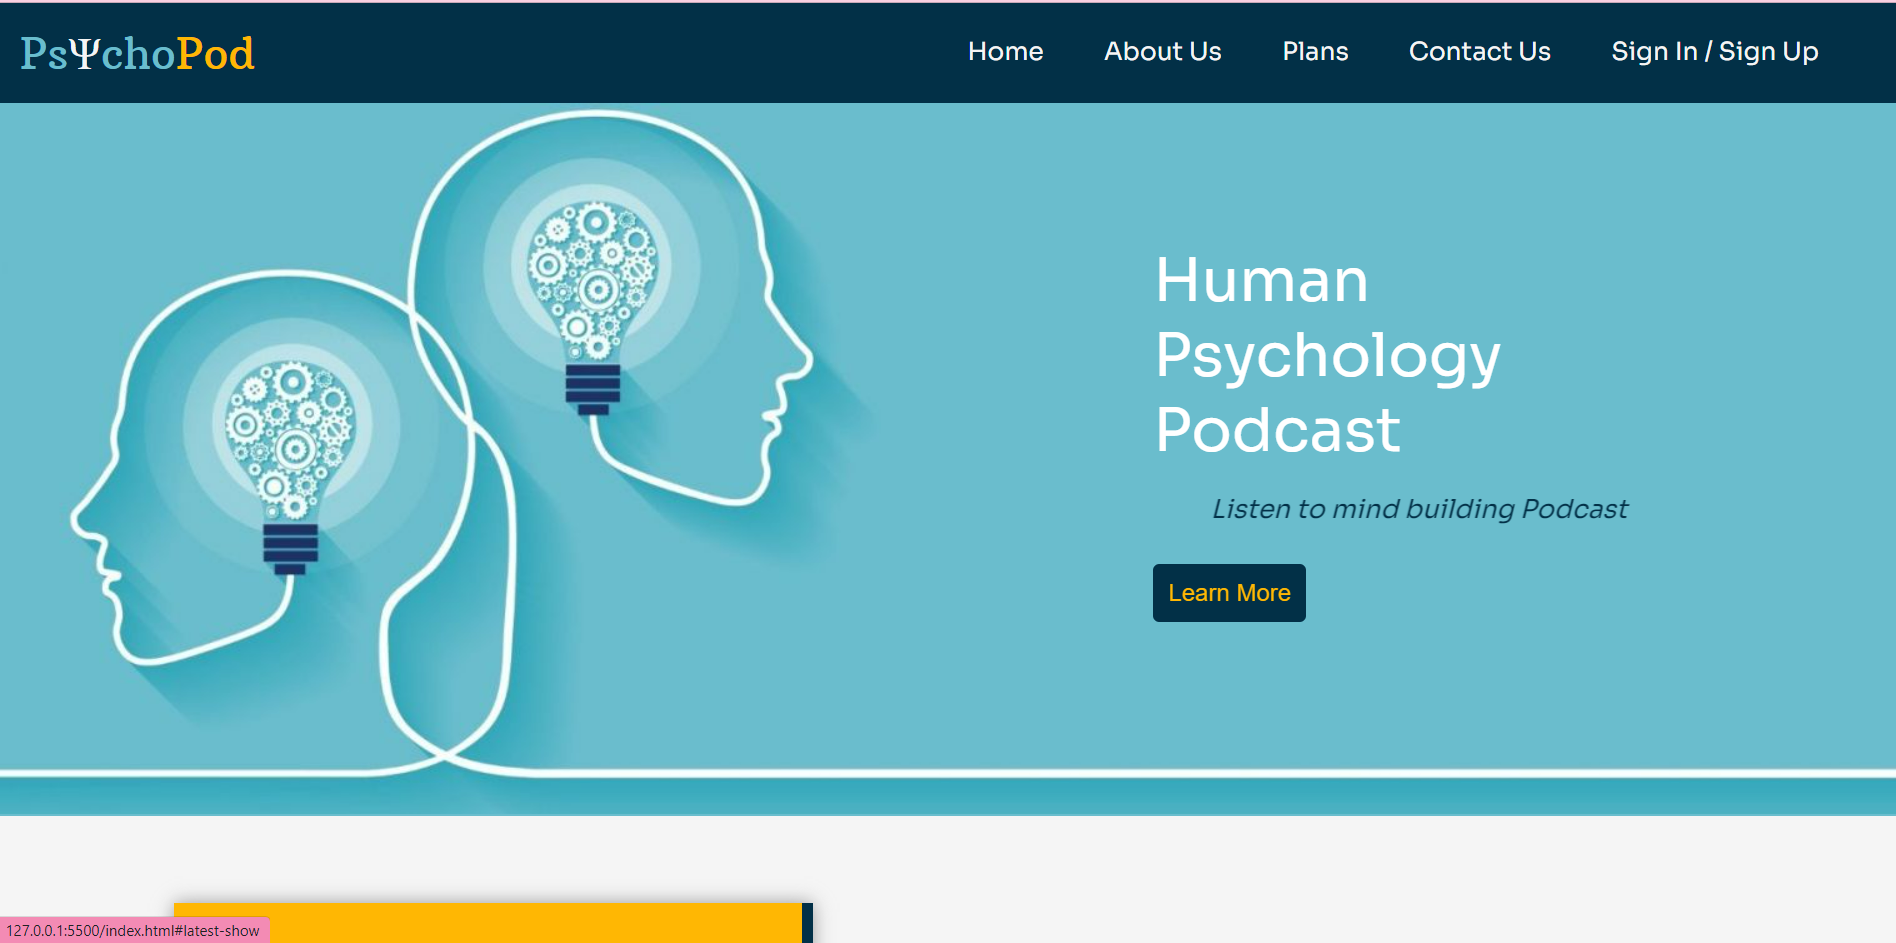 PsΨchoPod
Home About Us Plans Contact Us Sign In / Sign Up
Human
Psychology
Podcast
Listen to mind building Podcast
Learn More
127.0.0.1:5500/index.html#latest-show